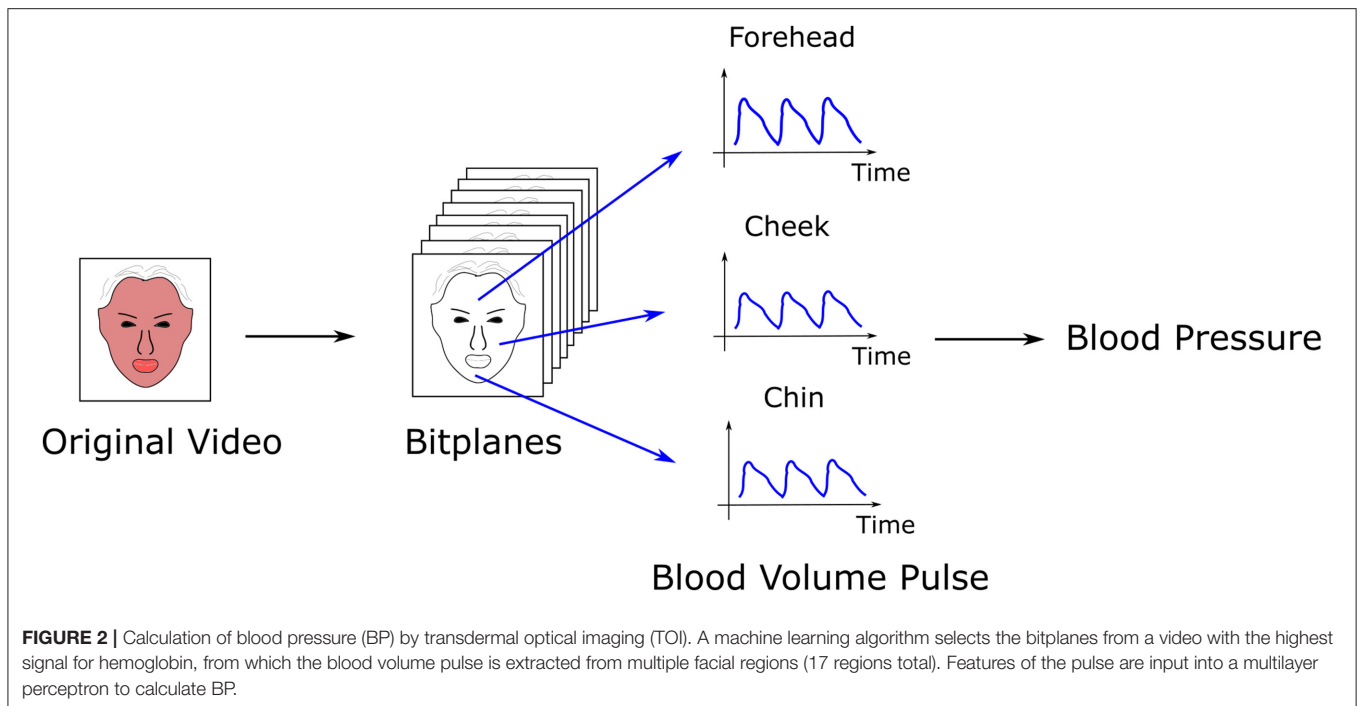 Forehead
Time
Cheek
Time
Chin
Time
Original Video
Bitplanes
Blood Volume Pulse
Blood Pressure
FIGURE 2 | Calculation of blood pressure (BP) by transdermal optical imaging (TOI). A machine learning algorithm selects the bitplanes from a video with the highest
signal for hemoglobin, from which the blood volume pulse is extracted from multiple facial regions (17 regions total). Features of the pulse are input into a multilayer
perceptron to calculate BP.